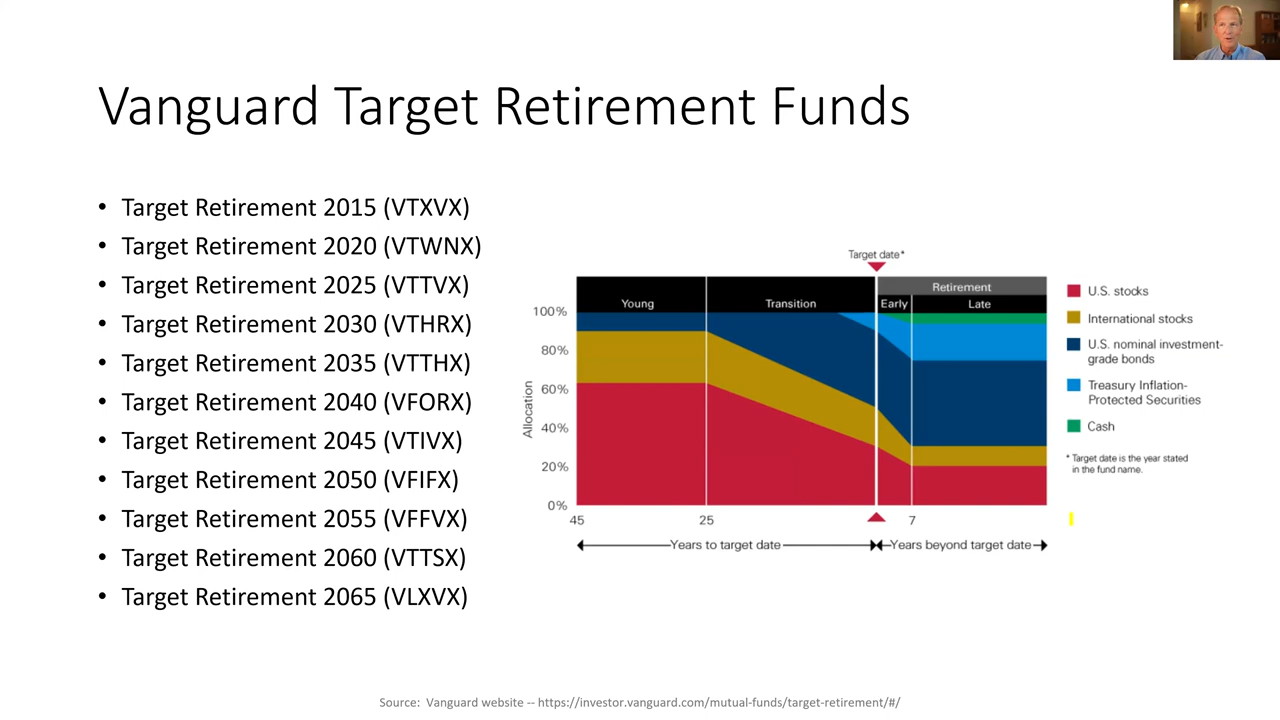 Vanguard Target Retirement Funds
• Target Retirement 2015 (VTXVX)
• Target Retirement 2020 (VTWNX)
• Target Retirement 2025 (VTTVX)
• Target Retirement 2030 (VTHRX)
• Target Retirement 2035 (VTTHX)
• Target Retirement 2040 (VFORX)
• Target Retirement 2045 (VTIVX)
• Target Retirement 2050 (VFIFX)
• Target Retirement 2055 (VFFVX)
• Target Retirement 2060 (VTTSX)
• Target Retirement 2065 (VLXVX)
Target date*
Retirement
Young Transition Early Late
100%
80%
60%
40%
20%
0%
Allocation
45 25 7
Years to target date Years beyond target date
U.S. stocks
International stocks
U.S. nominal investment-
grade bonds
Treasury Inflation-
Protected Securities
Cash
* Target date is the year stated
in the fund name.
Source: Vanguard website -- https://investor.vanguard.com/mutual-funds/target-retirement/#/